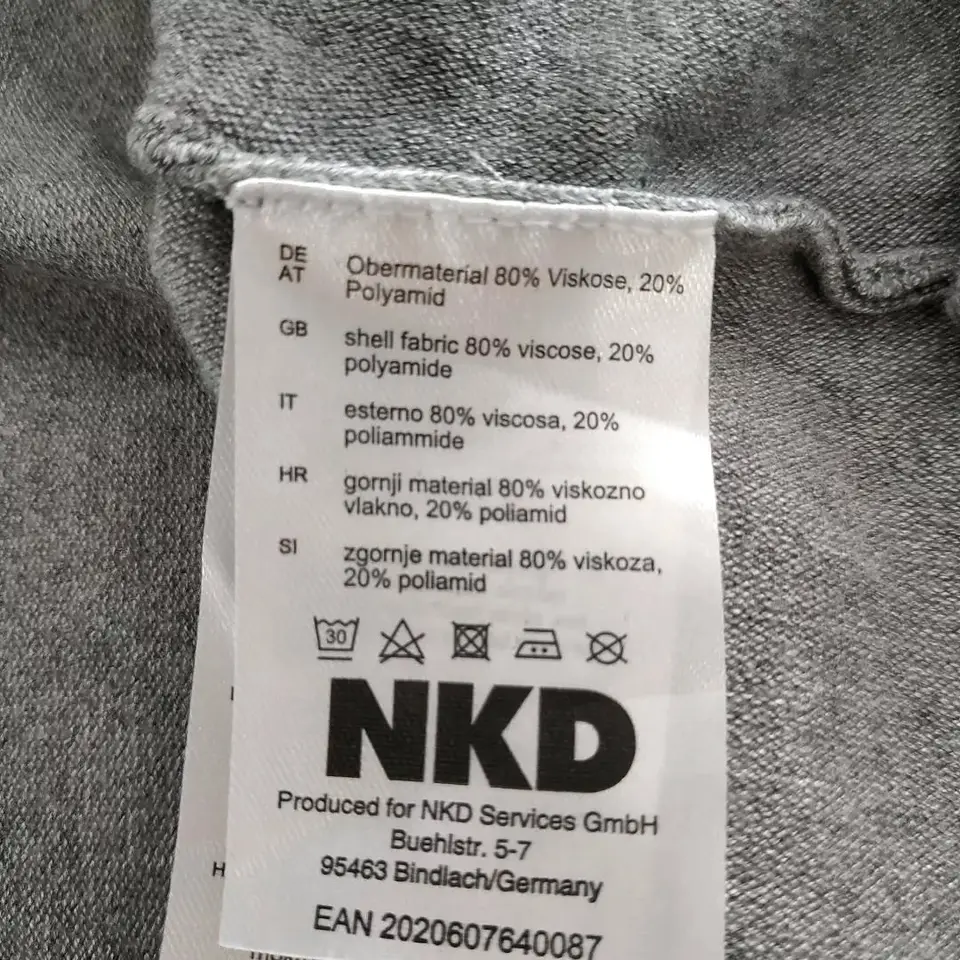 DE
AT
Obermaterial 80% Viskose, 20%
Polyamid
GB
shell fabric 80% viscose, 20%
polyamide
IT
esterno 80% viscosa, 20%
poliammide
HR
gornji material 80% viskozno
vlakno, 20% poliamid
SI
zgornje material 80% viskoza,
20% poliamid
30
NKD
Produced for NKD Services GmbH
Buehlstr. 5-7
95463 Bindlach/Germany
EAN 2020607640087